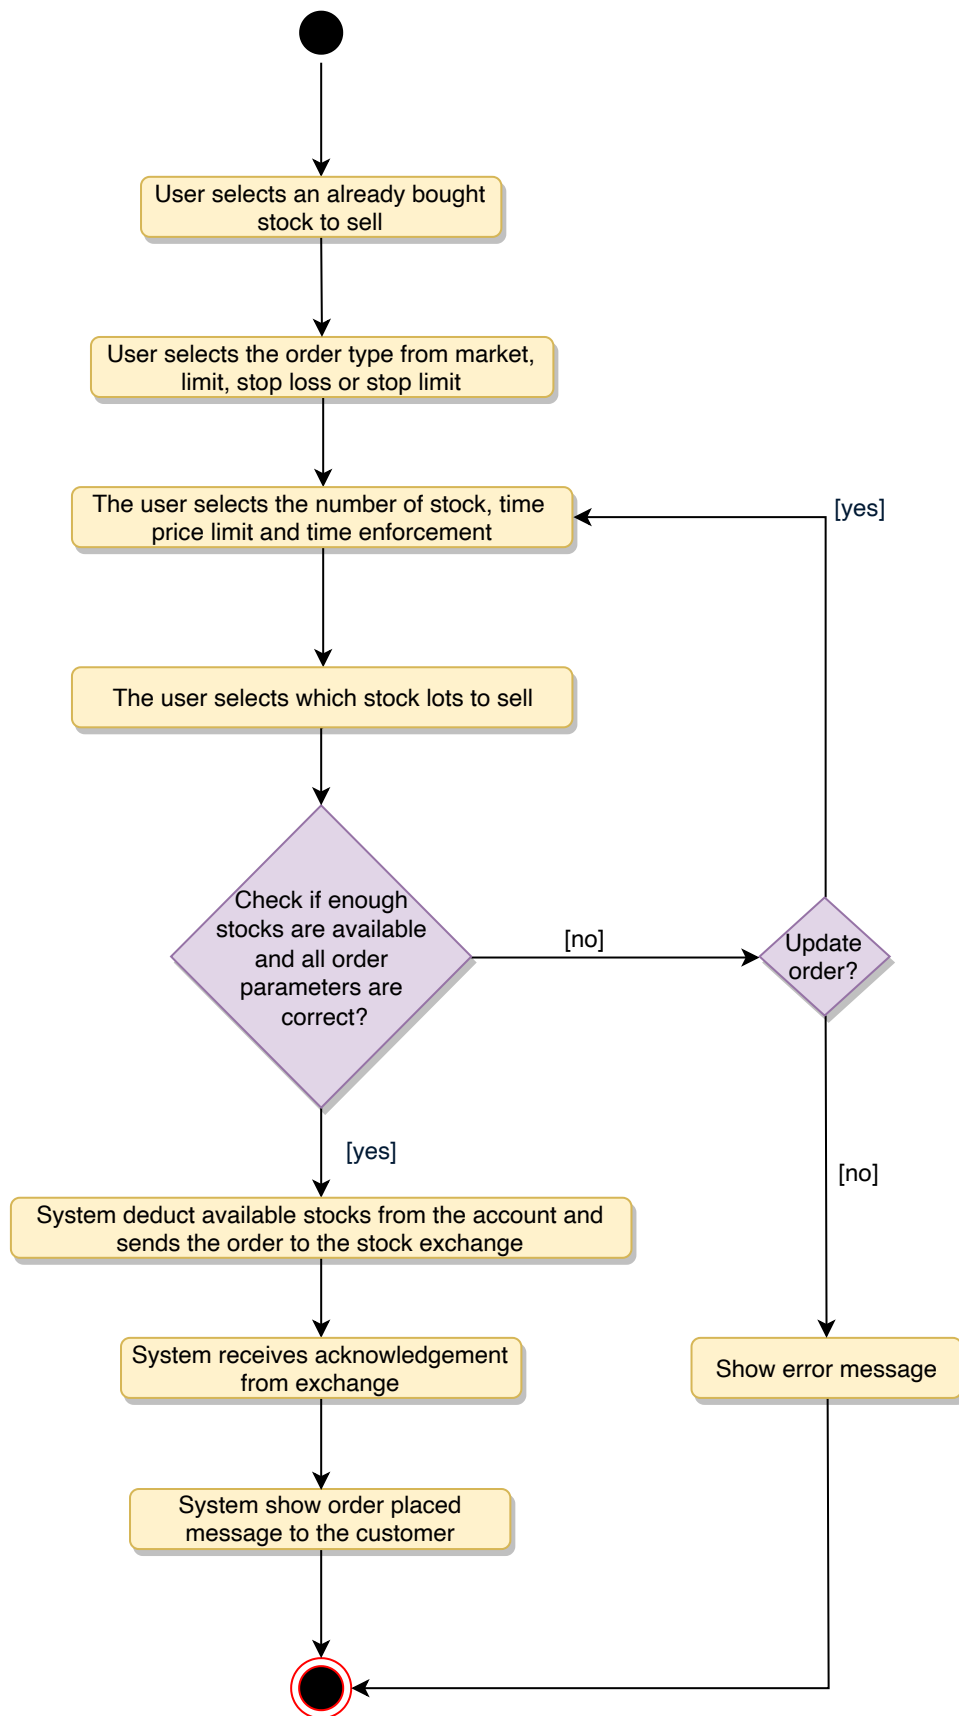 User selects an already bought
stock to sell
User selects the order type from market,
limit, stop loss or stop limit
The user selects the number of stock, time
price limit and time enforcement
[yes]
The user selects which stock lots to sell
Check if enough
stocks are available
and all order
parameters are
correct?
[no]
Update
order?
[yes]
[no]
System deduct available stocks from the account and
sends the order to the stock exchange
System receives acknowledgement
from exchange
Show error message
System show order placed
message to the customer